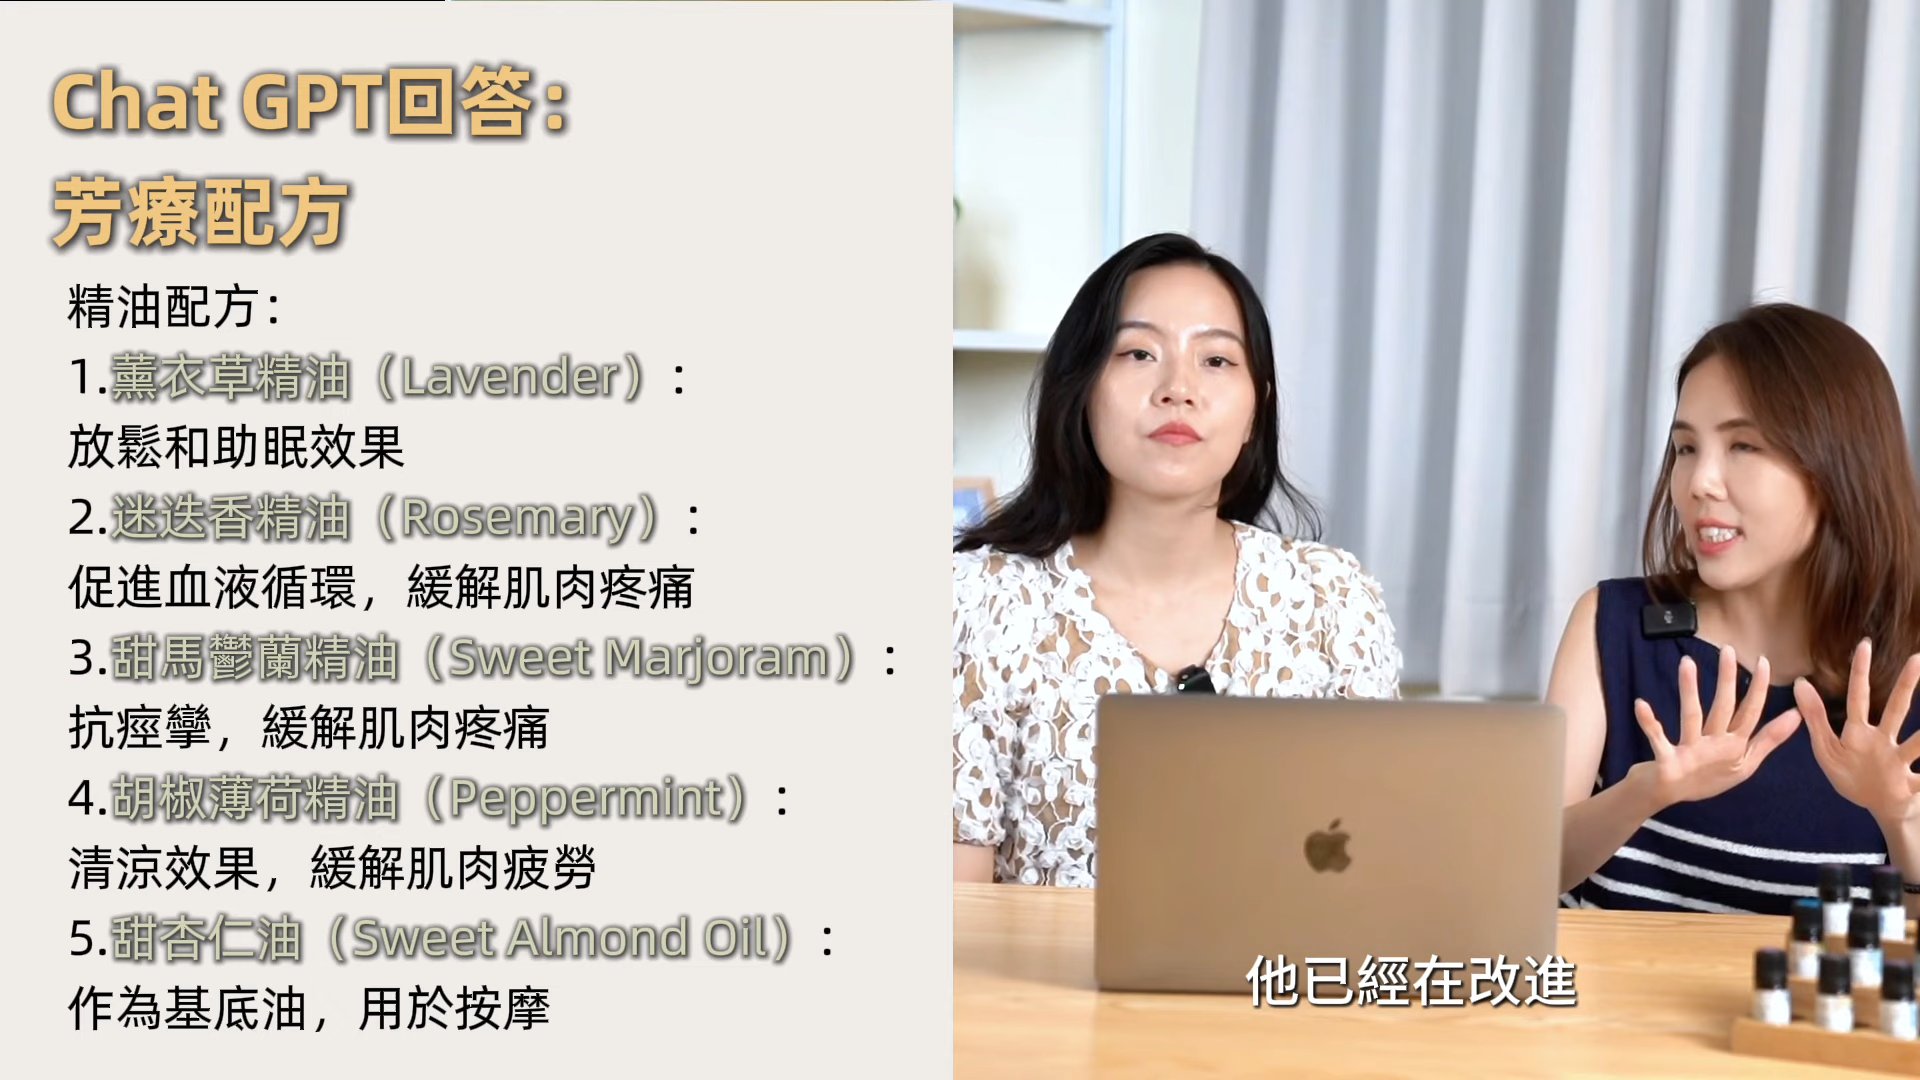 Chat GPT回答：
芳療配方
精油配方：
1.薰衣草精油（Lavender）：
放鬆和助眠效果
2.迷迭香精油（Rosemary）：
促進血液循環，緩解肌肉疼痛
3.甜馬鬱蘭精油（Sweet Marjoram）：
抗痙攣，緩解肌肉疼痛
4.胡椒薄荷精油（Peppermint）：
清涼效果，緩解肌肉疲勞
5.甜杏仁油（Sweet Almond Oil）：
作為基底油，用於按摩
他已經在改進